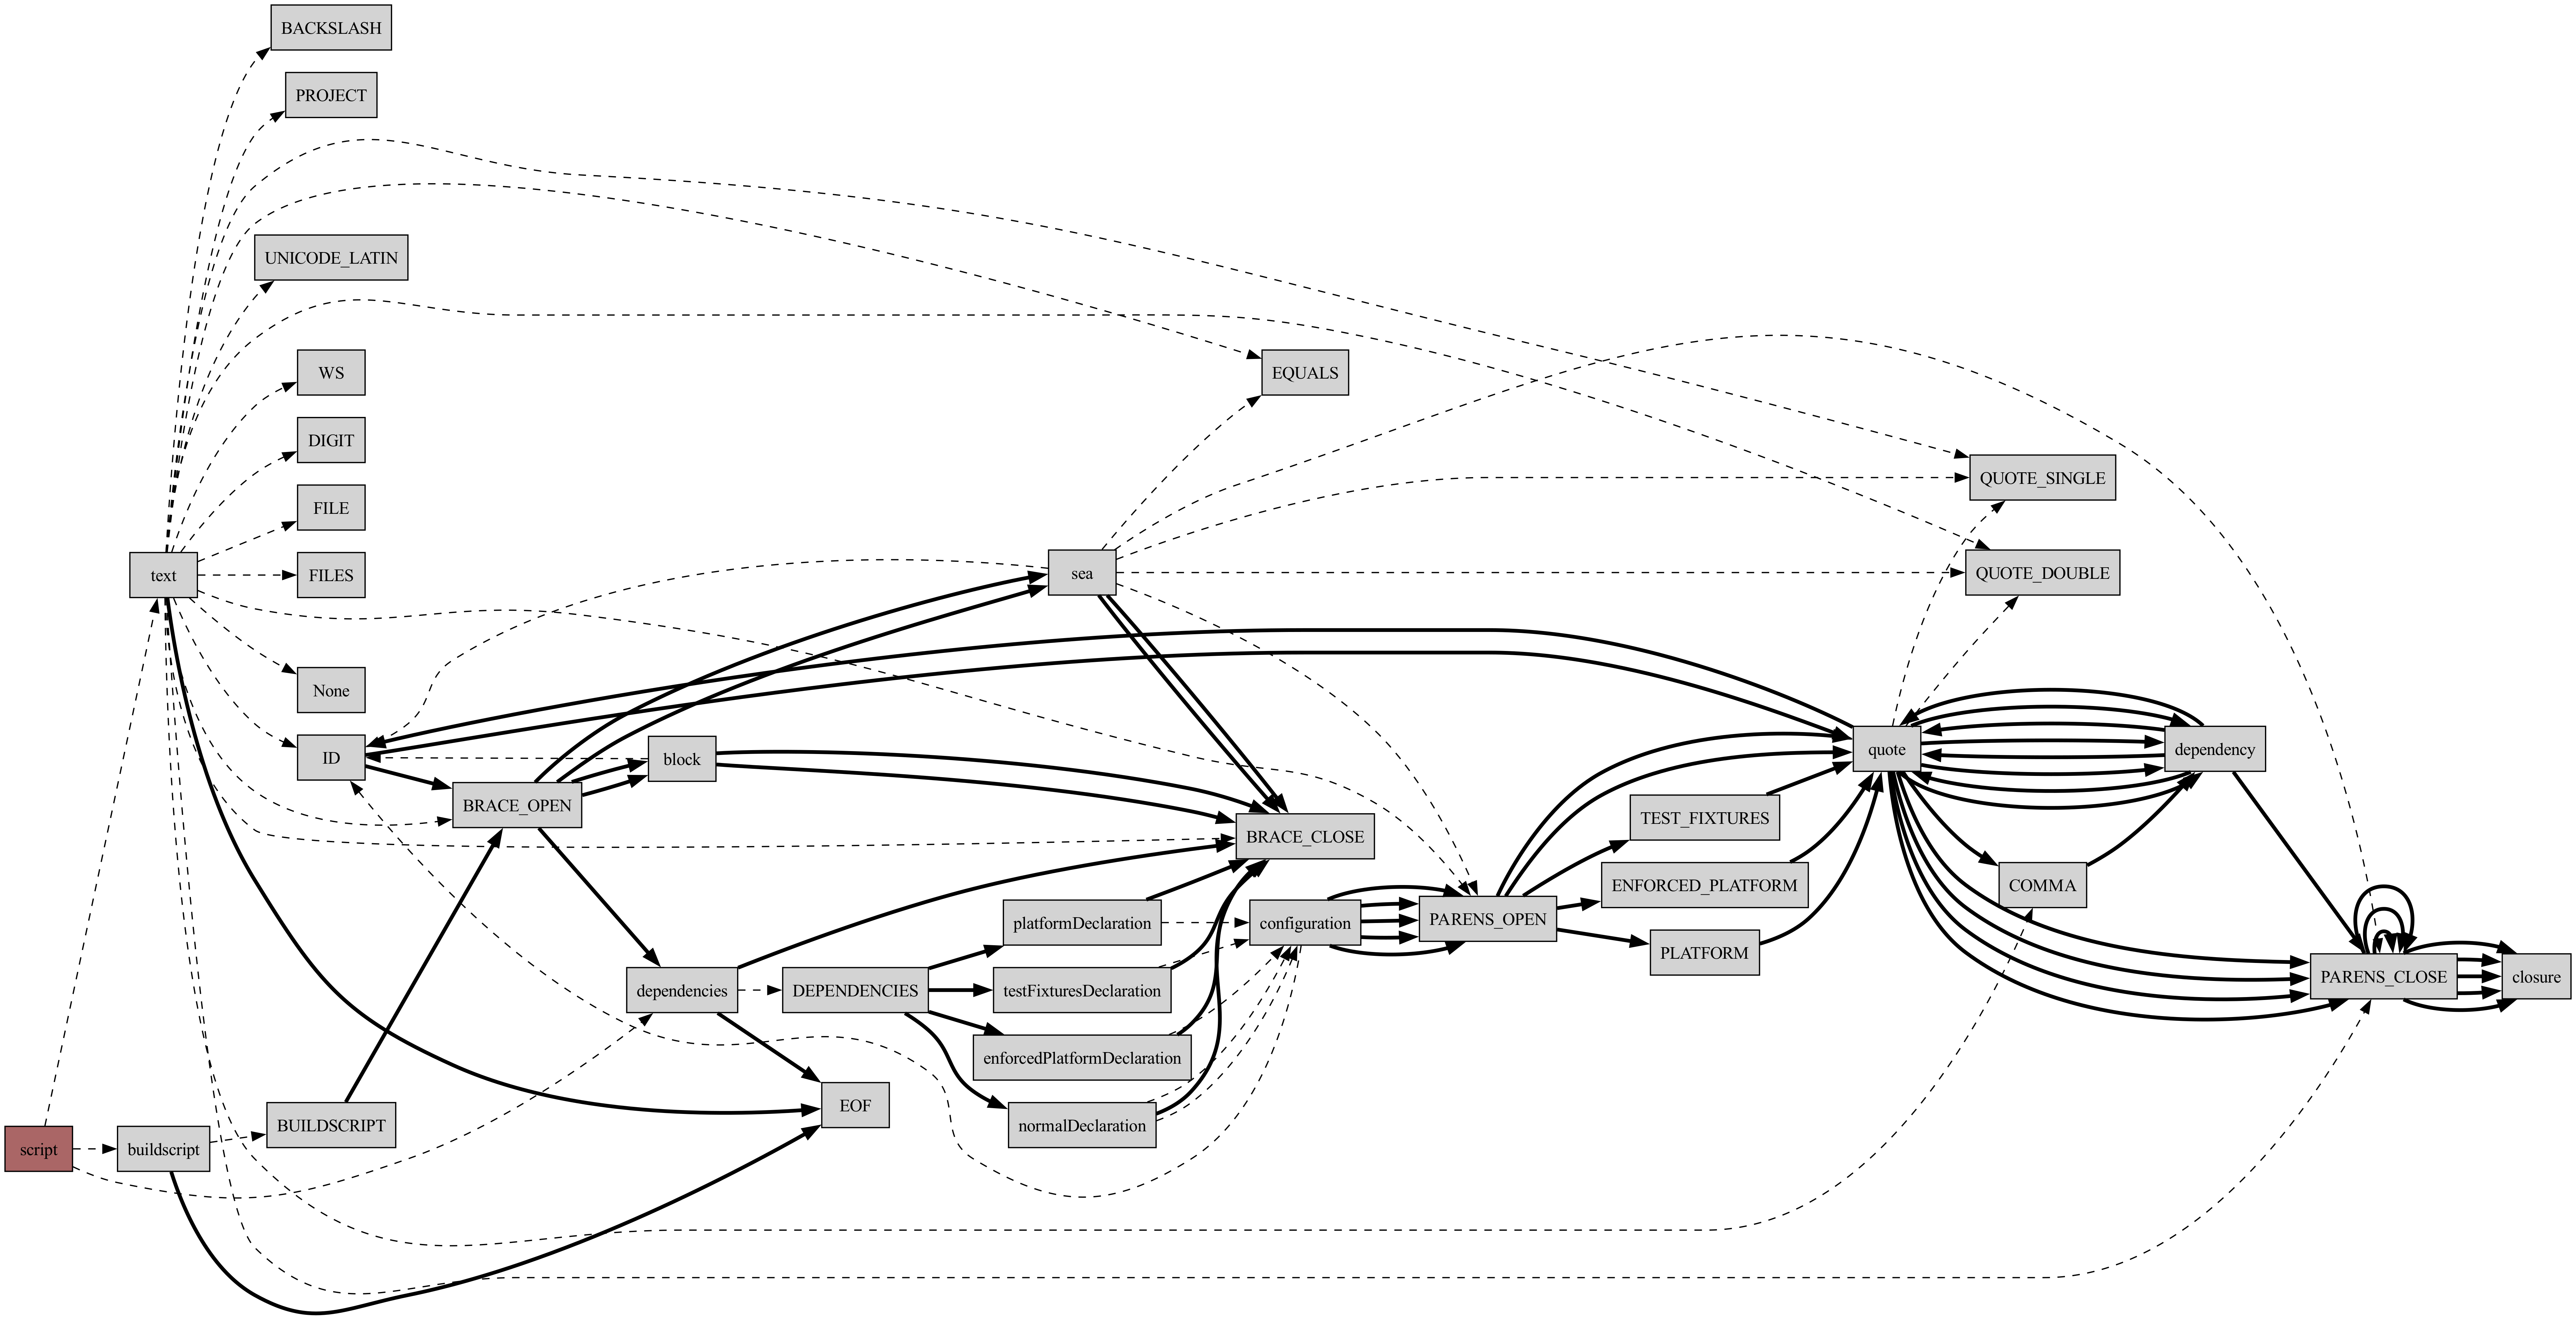 BACKSLASH
PROJECT
UNICODE_LATIN
WS
EQUALS
DIGIT
QUOTE_SINGLE
FILE
text
FILES
sea
QUOTE_DOUBLE
None
ID
block
quote
dependency
BRACE_OPEN
TEST_FIXTURES
BRACE_CLOSE
ENFORCED_PLATFORM
COMMA
platformDeclaration
configuration
PARENS_OPEN
PLATFORM
PARENS_CLOSE
closure
dependencies
DEPENDENCIES
testFixturesDeclaration
enforcedPlatformDeclaration
EOF
BUILDSCRIPT
normalDeclaration
script
buildscript